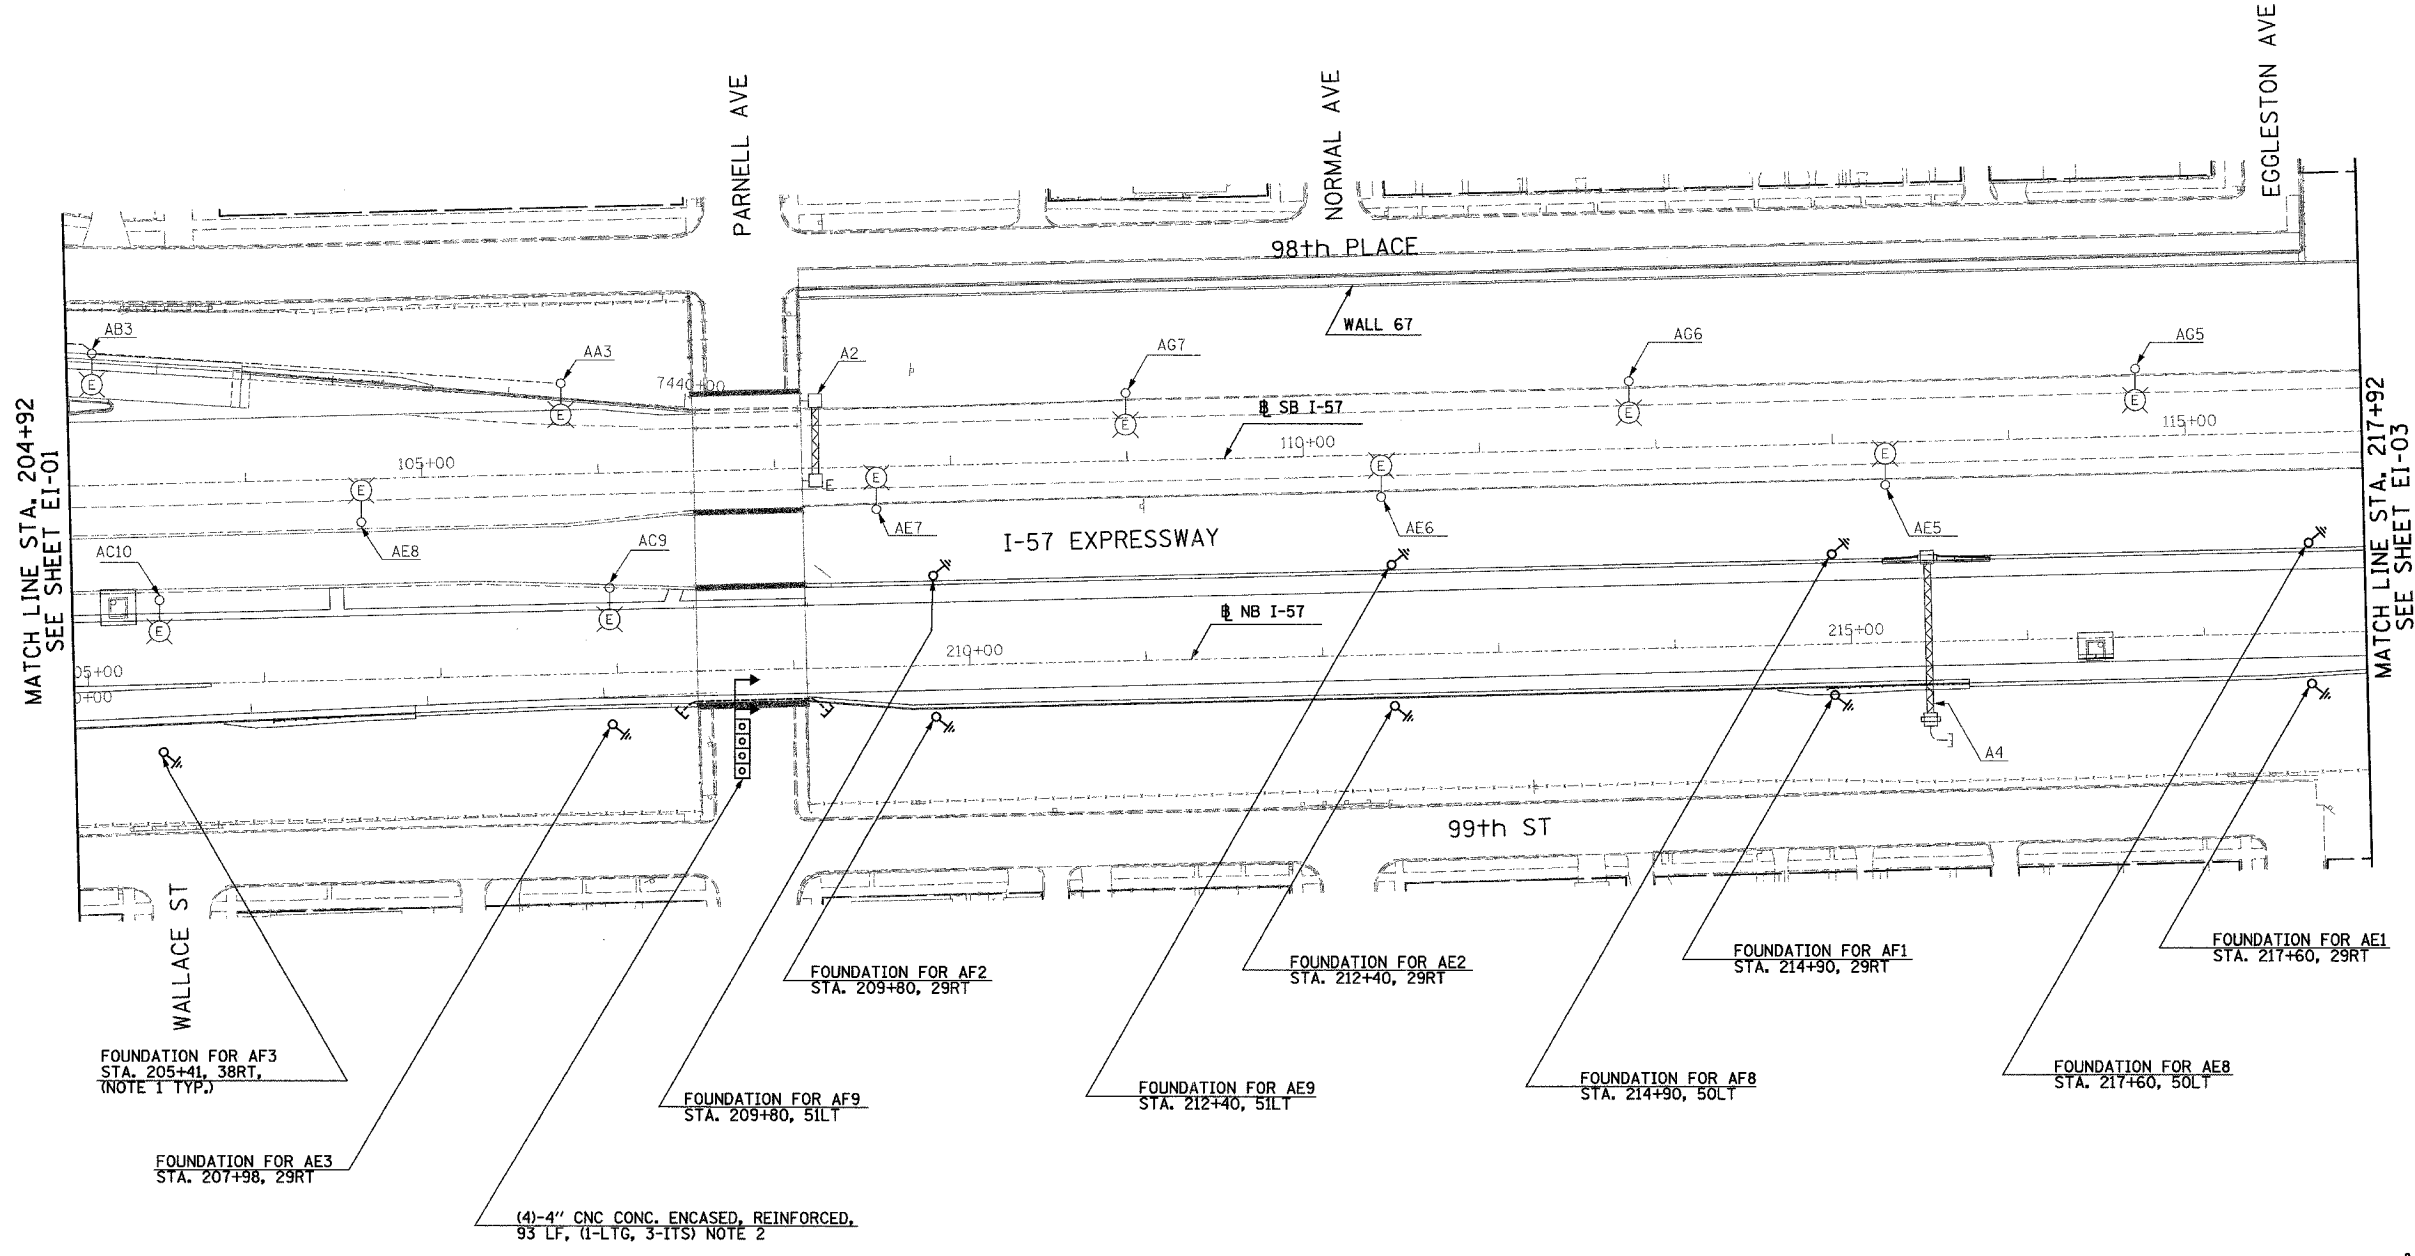 PARNELL AVE
NORMAL AVE
EGGLESTON AVE
98th PLACE
WALL 67
AB3
AA3
7440+00
A2
AG7
AG6
AG5
MATCH LINE STA. 204+92
SEE SHEET EI-01
MATCH LINE STA. 217+92
SEE SHEET EI-03
SB I-57
105+00
110+00
115+00
E
E
E
E
E
E
E
E
E
E
E
E
AE8
AE7
AE6
AE5
I-57 EXPRESSWAY
AC10
AC9
NB I-57
05+00
0+00
210+00
215+00
E
E
A4
99th ST
WALLACE ST
FOUNDATION FOR AF3
STA. 205+41, 38RT,
(NOTE 1 TYP.)
FOUNDATION FOR AE3
STA. 207+98, 29RT
(4)-4" CNC CONC. ENCASED, REINFORCED,
93 LF, (1-LTG, 3-ITS) NOTE 2
FOUNDATION FOR AF9
STA. 209+80, 51LT
FOUNDATION FOR AF2
STA. 209+80, 29RT
FOUNDATION FOR AE9
STA. 212+40, 51LT
FOUNDATION FOR AE2
STA. 212+40, 29RT
FOUNDATION FOR AF8
STA. 214+90, 50LT
FOUNDATION FOR AF1
STA. 214+90, 29RT
FOUNDATION FOR AE8
STA. 217+60, 50LT
FOUNDATION FOR AE1
STA. 217+60, 29RT